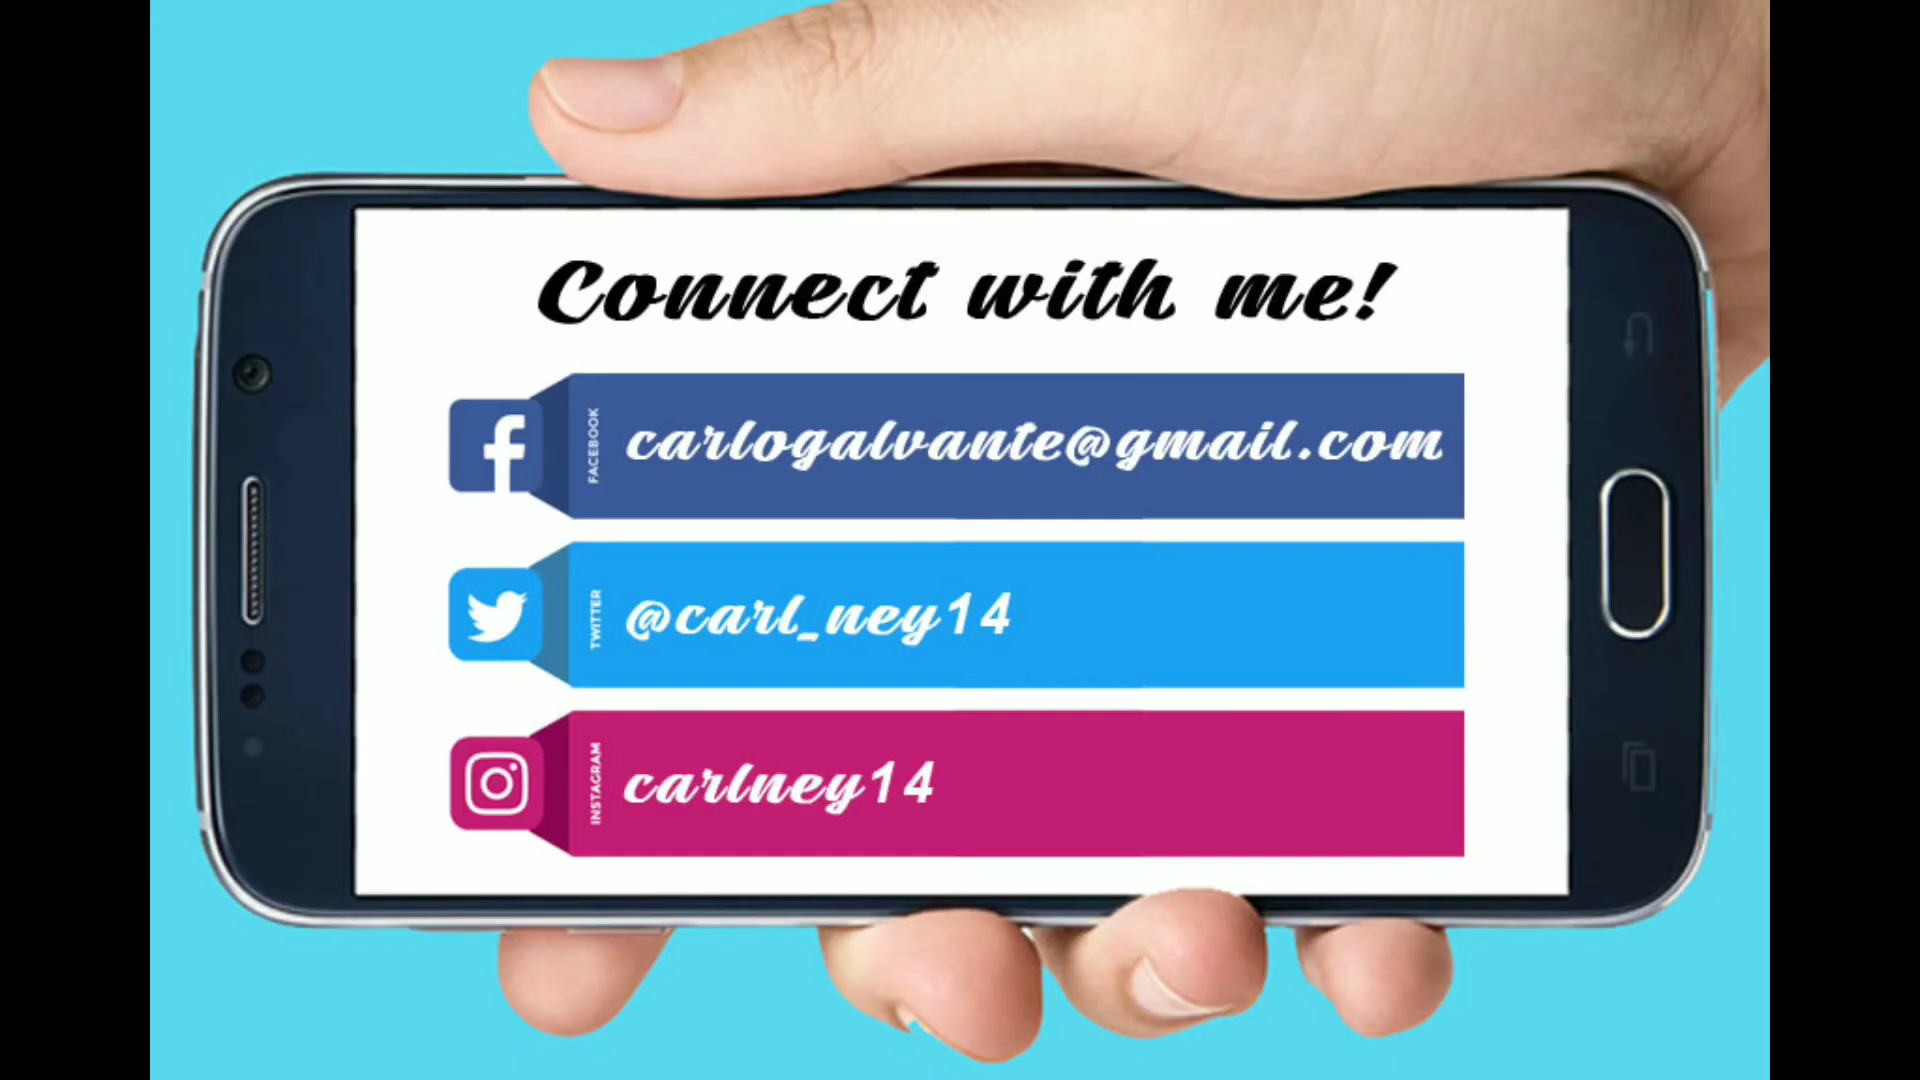 Connect with me!
FACEBOOK
carlogalvante@gmail.com
TWITTER
@carl_ney14
INSTAGRAM
carlney14